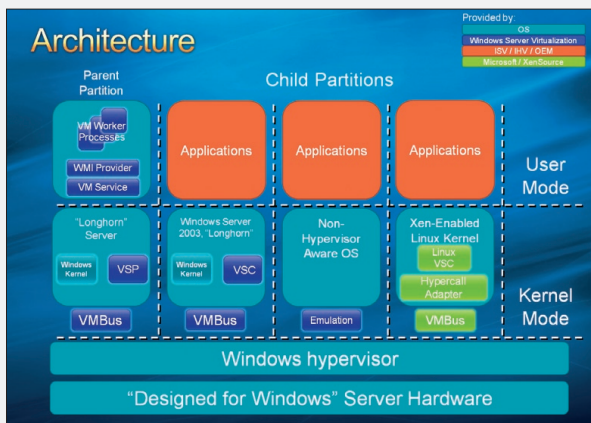 Architecture
Provided by:
OS
Windows Server Virtualization
ISV / IHV / OEM
Microsoft / XenSource
Parent
Partition
Child Partitions
VM Worker
Processes
WMI Provider
VM Service
Applications
Applications
Applications
User
Mode
"Longhorn"
Server
Windows
Kernel
VSP
VMBus
Windows Server
2003, "Longhorn"
Windows
Kernel
VSC
VMBus
Non-
Hypervisor
Aware OS
Emulation
Xen-Enabled
Linux Kernel
Linux
VSC
Hypercall
Adapter
VMBus
Kernel
Mode
Windows hypervisor
"Designed for Windows" Server Hardware